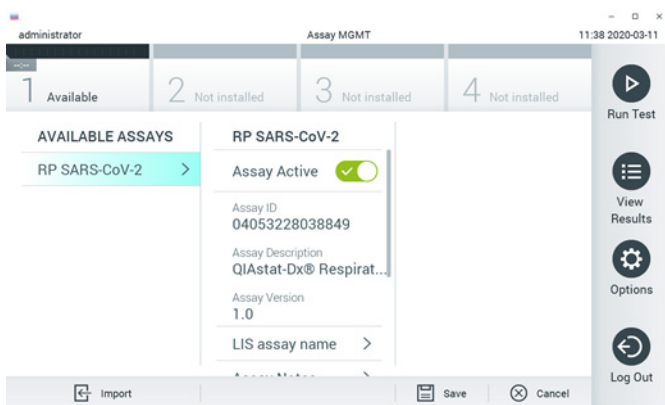 administrator
Assay MGMT
11:38 2020-03-11
1 Available
2 Not installed
3 Not installed
4 Not installed
AVAILABLE ASSAYS
RP SARS-CoV-2
RP SARS-CoV-2
Assay Active
Assay ID
04053228038849
Assay Description
QIAstat-Dx® Respirat...
Assay Version
1.0
LIS assay name
Run Test
View
Results
Options
Log Out
Import
Save
Cancel